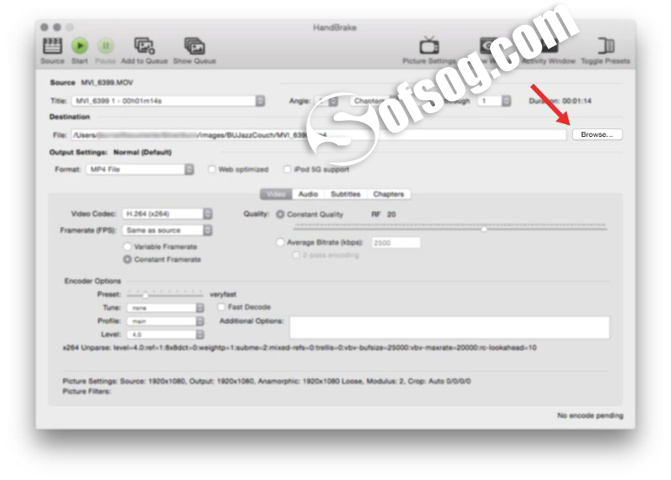 HandBrake
Source Start Pause Add to Queue Show Queue Picture Settings Activity Window Toggle Presets
Sofsog.com
Source MVI_6399.MOV
Title: MVI_6399 1 - 00h01m14s Angle: through 1 Duration: 00:01:14
Destination
File: /Users/ /Images/BUJazzCouch/MVI_639 Browse...
Output Settings: Normal (Default)
Format: MP4 File Web optimized iPod 5G support
Video Audio Subtitles Chapters
Video Codec: H.264 (x264) Quality: Constant Quality RF 20
Framerate (FPS): Same as source
Variable Framerate Average Bitrate (kbps): 2500
Constant Framerate 2-pass encoding
Encoder Options
Preset: veryfast
Tune: none Fast Decode
Profile: main Additional Options:
Level: 4.0
x264 Unparse: level=4.0:ref=1:8x8dct=0:weightp=1:subme=2:mixed-refs=0:trellis=0:vbv-bufsize=25000:vbv-maxrate=20000:rc-lookahead=10
Picture Settings: Source: 1920x1080, Output: 1920x1080, Anamorphic: 1920x1080 Loose, Modulus: 2, Crop: Auto 0/0/0/0
Picture Filters:
No encode pending